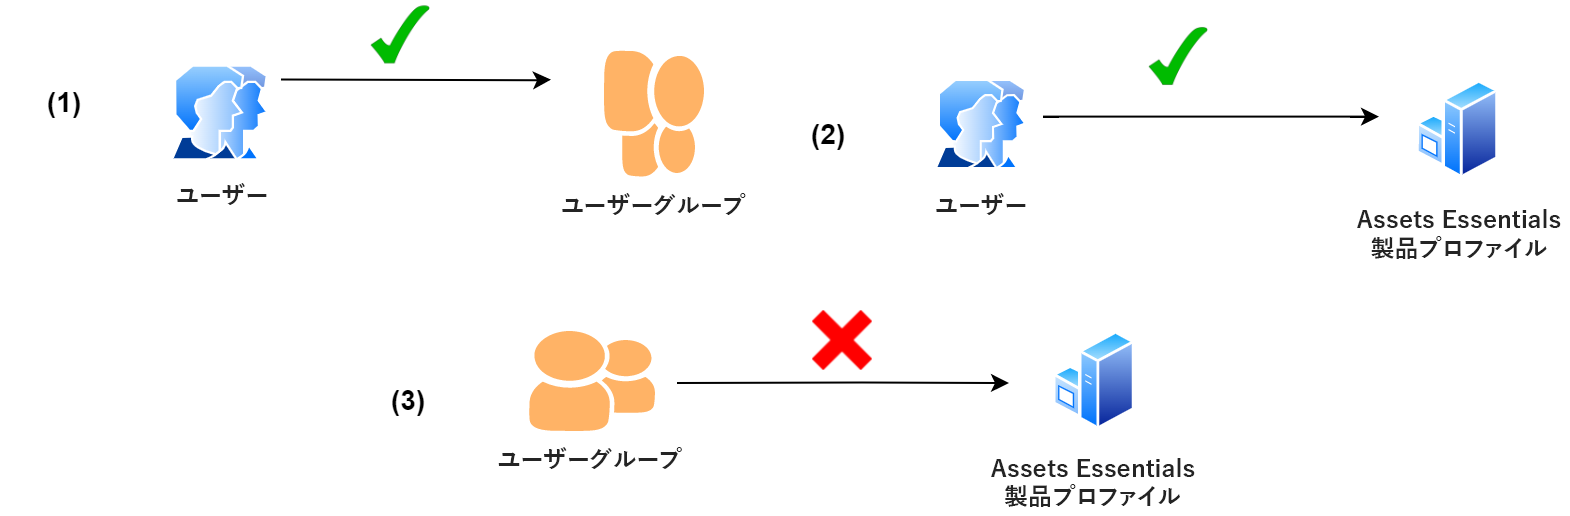 (1)
ユーザー
ユーザーグループ
(2)
ユーザー
Assets Essentials
製品プロファイル
(3)
ユーザーグループ
Assets Essentials
製品プロファイル